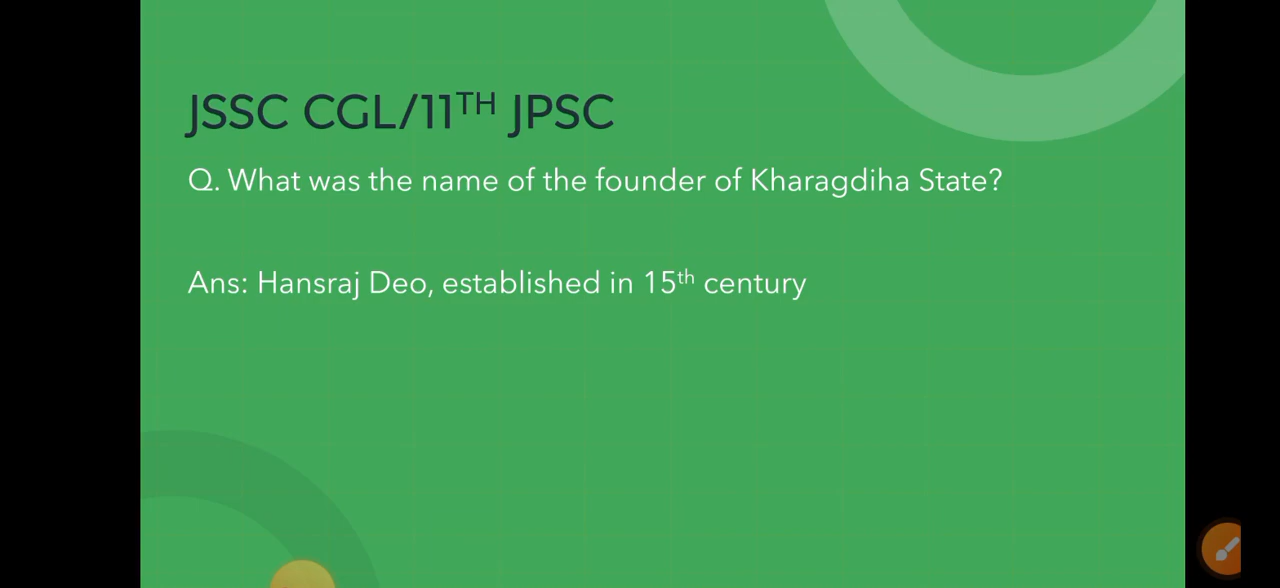 JSSC CGL/11TH JPSC
Q. What was the name of the founder of Kharagdiha State?
Ans: Hansraj Deo, established in 15th century